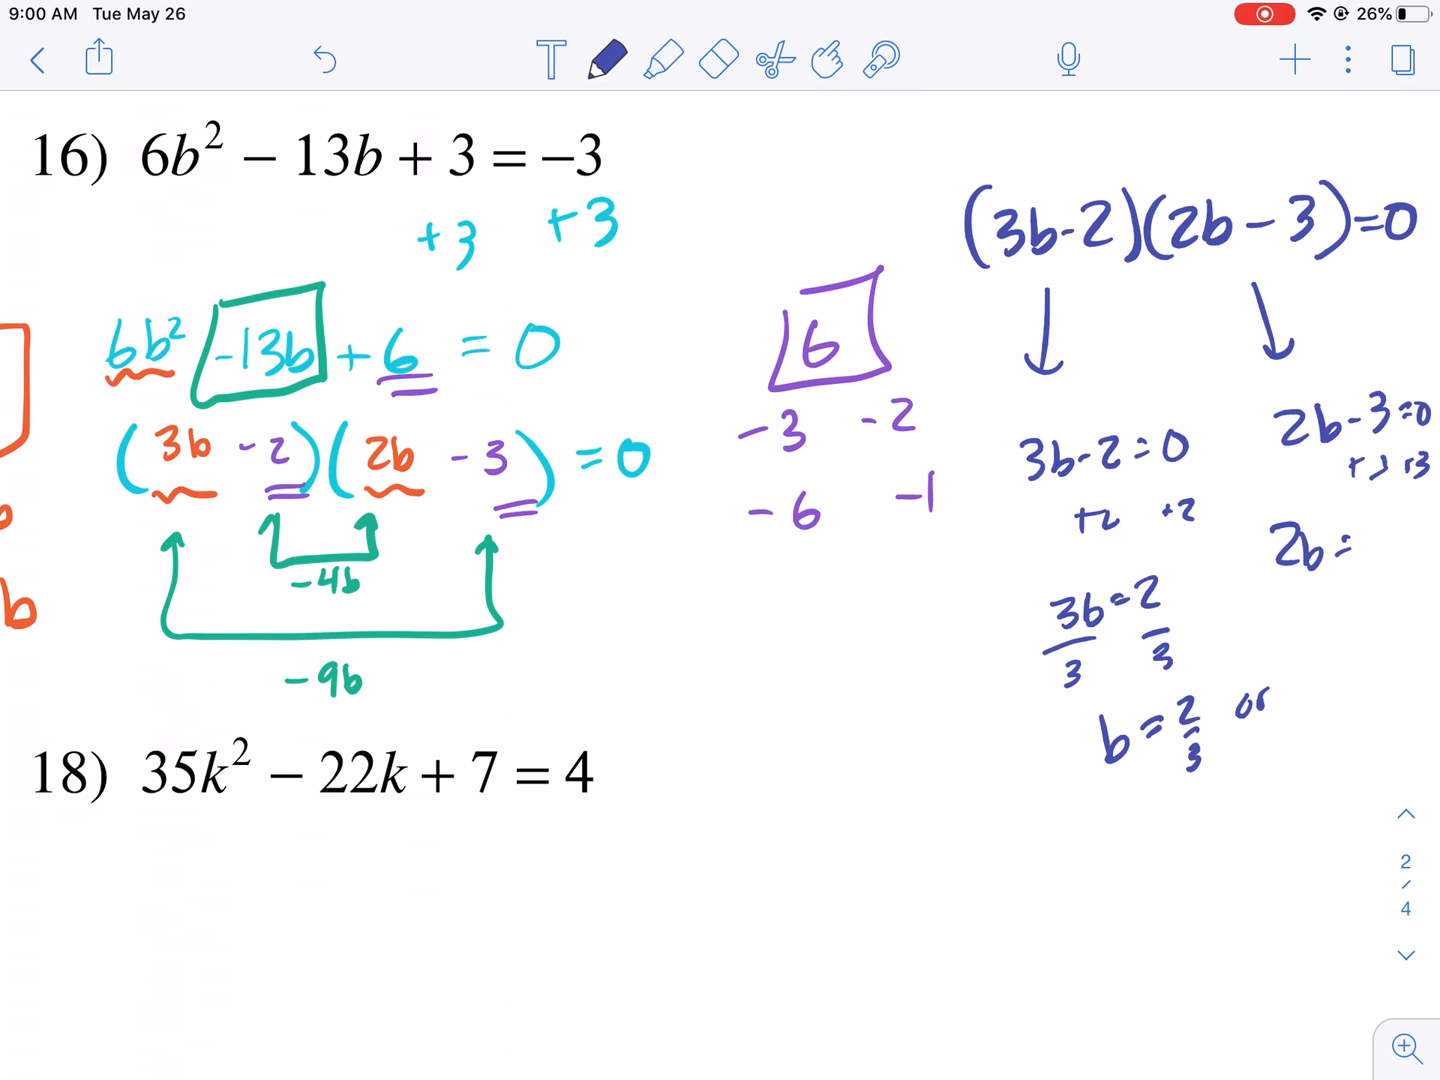 9:00 AM Tue May 26
26%
T
16) 6b² − 13b + 3 = −3
+3 +3
6b² -13b + 6 = 0
(3b - 2)(2b - 3) = 0
-4b
-9b
b
6
-3 -2
-6 -1
(3b-2)(2b-3)=0
3b-2=0
+2 +2
3b=2
3 3
b = 2/3 or
2b-3=0
+3 +3
2b=
18) 35k² − 22k + 7 = 4
2
/
4